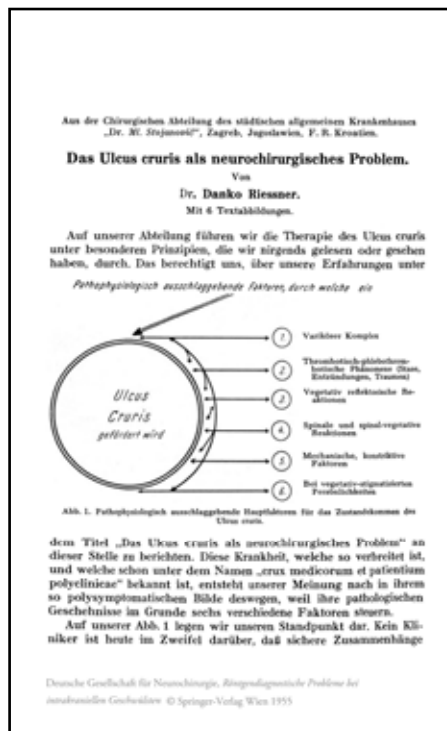 Aus der Chirurgischen Abteilung des städtischen allgemeinen Krankenhauses
„Dr. Ml. Stojanović", Zagreb, Jugoslawien, F. R. Kroatien.
Das Ulcus cruris als neurochirurgisches Problem.
Von
Dr. Danko Riessner.
Mit 6 Textabbildungen.
Auf unserer Abteilung führen wir die Therapie des Ulcus cruris
unter besonderen Prinzipien, die wir nirgends gelesen oder gesehen
haben, durch. Das berechtigt uns, über unsere Erfahrungen unter
Pathophysiologisch ausschlaggebende Faktoren, durch welche ein
Ulcus
Cruris
gefördert wird
1. Variköser Komplex
2. Thrombotisch-phlebothrom-
botische Phänomene (Stase,
Entzündungen, Traumen)
3. Vegetativ reflektorische Re-
aktionen
4. Spinale und spinal-vegetative
Reaktionen
5. Mechanische, konstriktive
Faktoren
6. Bei vegetativ-stigmatisierten
Persönlichkeiten
Abb. 1. Pathophysiologisch ausschlaggebende Hauptfaktoren für das Zustandekommen des
Ulcus cruris.
dem Titel „Das Ulcus cruris als neurochirurgisches Problem" an
dieser Stelle zu berichten. Diese Krankheit, welche so verbreitet ist,
und welche schon unter dem Namen „crux medicorum et patientium
polyclinicae" bekannt ist, entsteht unserer Meinung nach in ihrem
so polysymptomatischen Bilde deswegen, weil ihre pathologischen
Geschehnisse im Grunde sechs verschiedene Faktoren steuern.
Auf unserer Abb. 1 legen wir unseren Standpunkt dar. Kein Kli-
niker ist heute im Zweifel darüber, daß sichere Zusammenhänge
Deutsche Gesellschaft für Neurochirurgie, Röntgendiagnostische Probleme bei
intrakraniellen Geschwülsten © Springer-Verlag Wien 1955